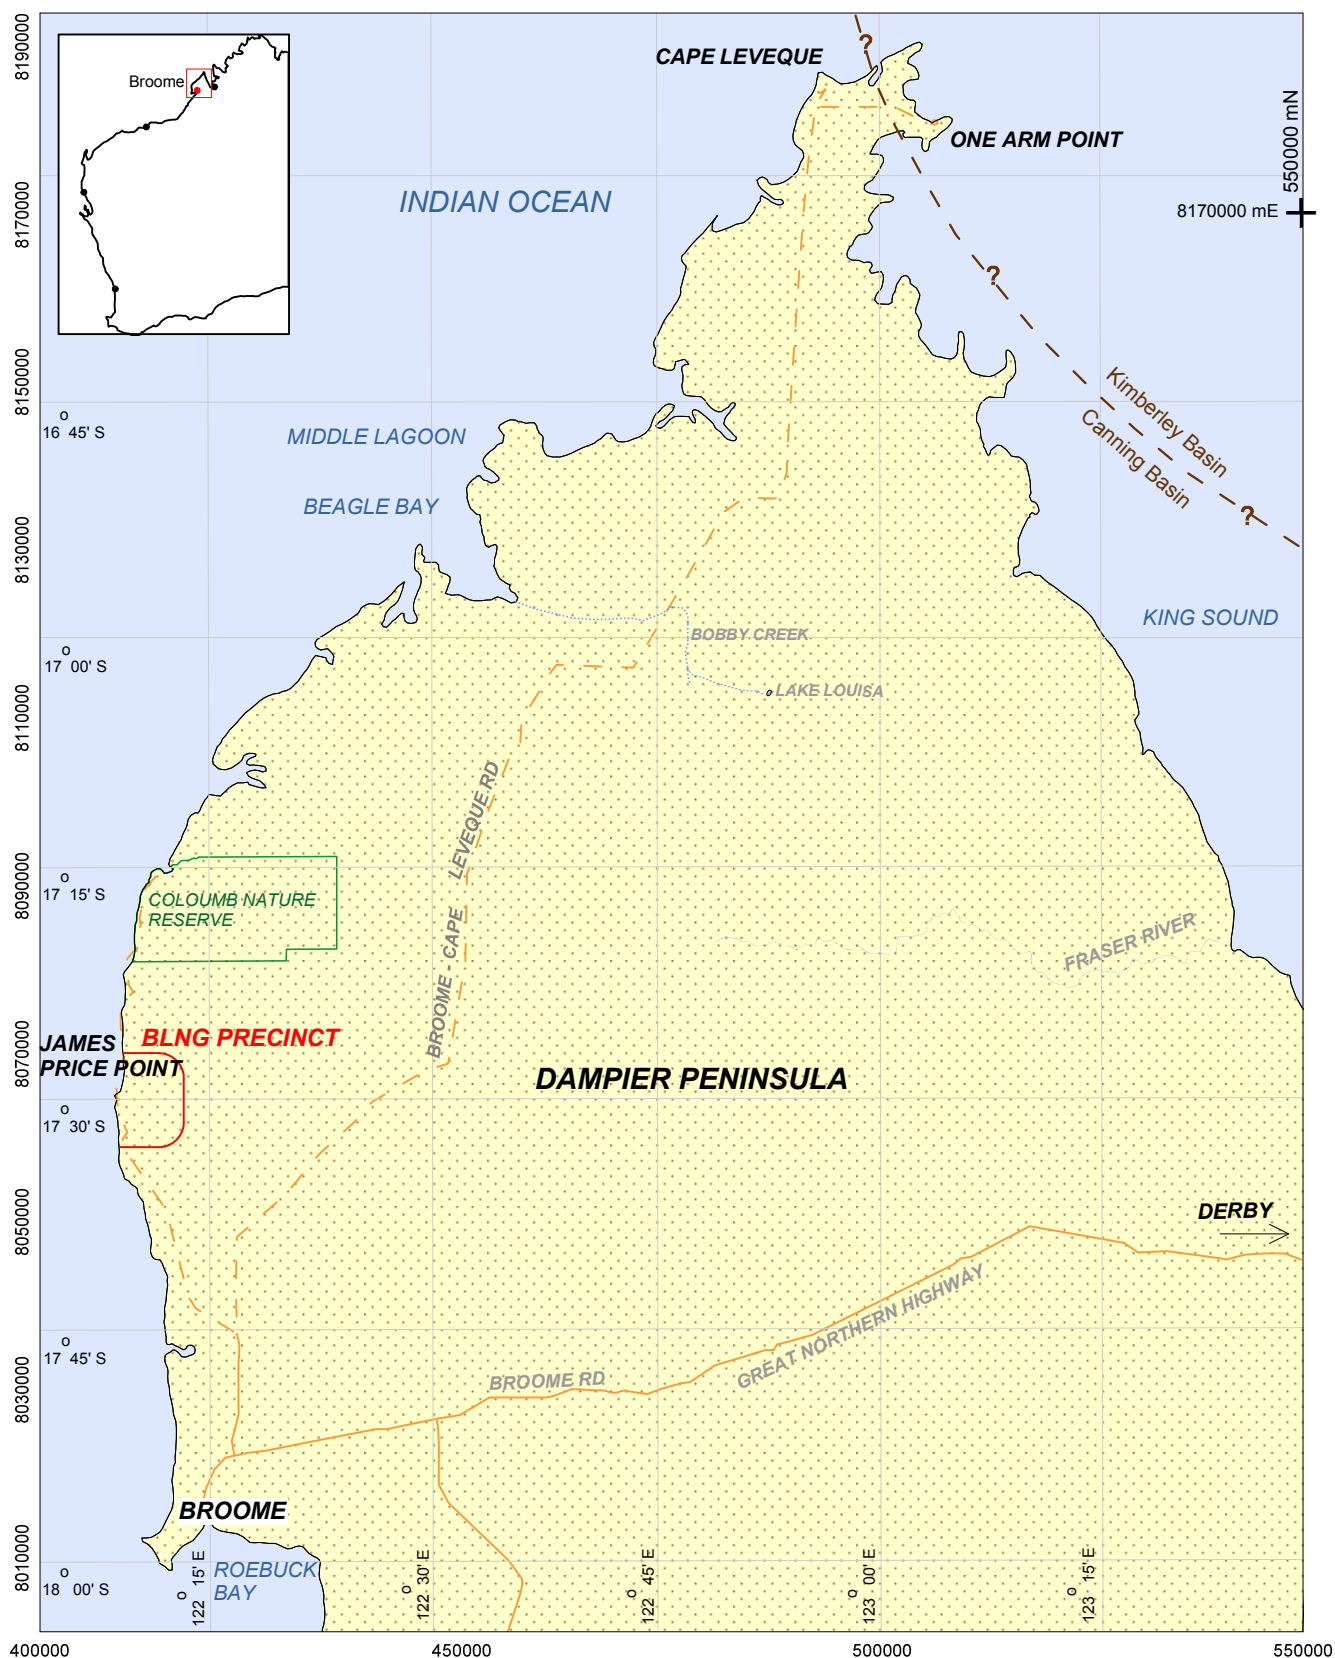 8190000
8170000
8150000
8130000
8110000
8090000
8070000
8050000
8030000
8010000
Broome
CAPE LEVEQUE
?
ONE ARM POINT
550000 mN
8170000 mE
INDIAN OCEAN
?
Kimberley Basin
Canning Basin
?
o
16 45' S
MIDDLE LAGOON
BEAGLE BAY
KING SOUND
BOBBY CREEK
o
17 00' S
LAKE LOUISA
BROOME - CAPE LEVEQUE RD
o
17 15' S
COLOUMB NATURE
RESERVE
FRASER RIVER
BLNG PRECINCT
JAMES
PRICE POINT
DAMPIER PENINSULA
o
17 30' S
DERBY
GREAT NORTHERN HIGHWAY
o
17 45' S
BROOME RD
BROOME
ROEBUCK
BAY
o
18 00' S
o
122 15' E
o
122 30' E
o
122 45' E
o
123 00' E
o
123 15' E
400000
450000
500000
550000